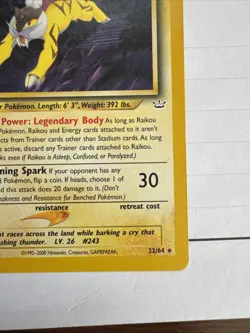 r Pokémon. Length: 6' 3", Weight: 392 lbs.
Power: Legendary Body As long as Raikou
Pokémon, Raikou and Energy cards attached to it aren't
cts from Trainer cards other than Stadium cards. As long
s active, discard any Trainer cards attached to Raikou.
ks even if Raikou is Asleep, Confused, or Paralyzed.)
ning Spark If your opponent has any
d Pokémon, flip a coin. If heads, choose 1 of
nd this attack does 20 damage to it. (Don't
eakness and Resistance for Benched Pokémon.)
30
resistance
retreat cost
t races across the land while barking a cry that
shing thunder. LV. 26 #243
©1995-2000 Nintendo, Creatures, GAMEFREAK.
22/64 ★